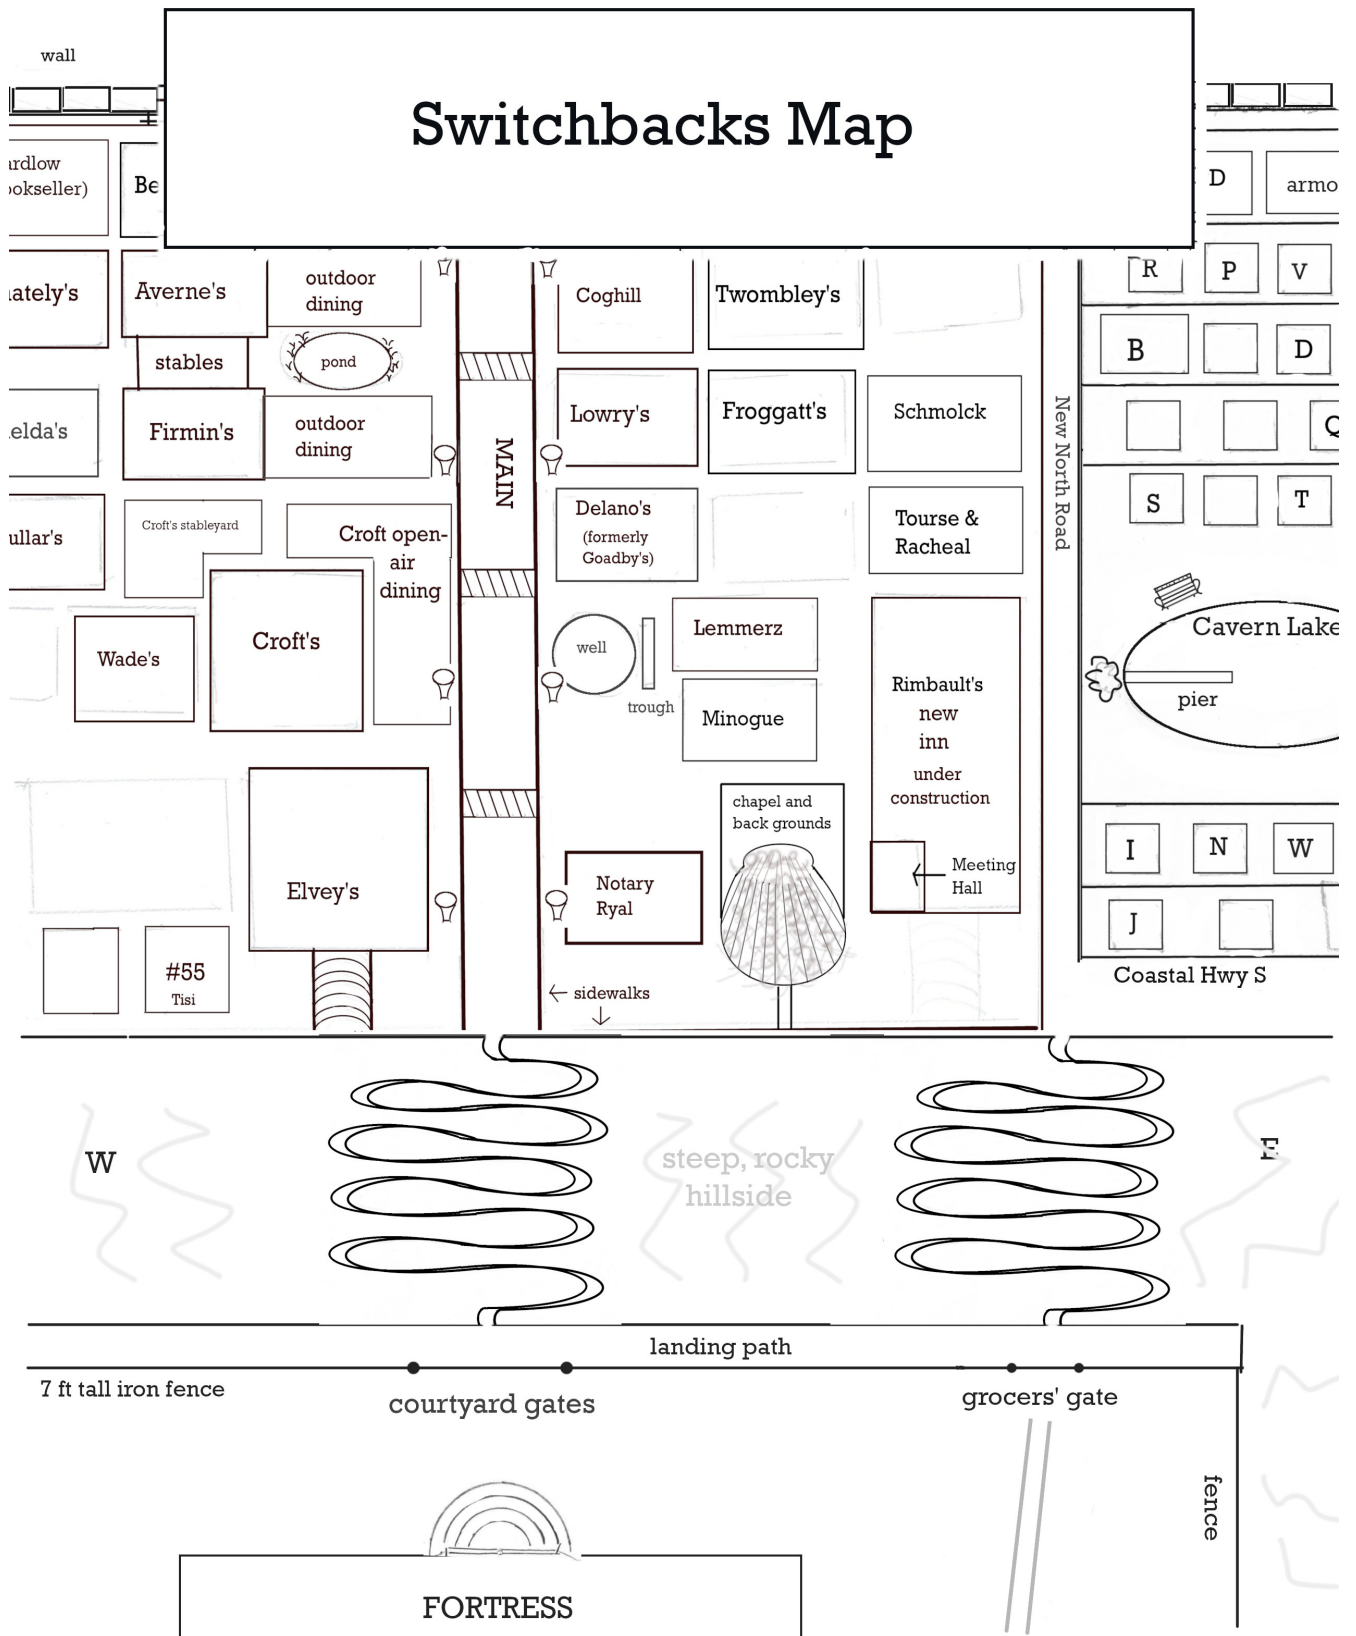 wall
Switchbacks Map
ardlow
ookseller)
Be
D
armo
ately's
Averne's
outdoor
dining
Coghill
Twombley's
R
P
V
stables
pond
B
D
elda's
Firmin's
outdoor
dining
MAIN
Lowry's
Froggatt's
Schmolck
New North Road
Q
ullar's
Croft's stableyard
Croft open-
air
dining
Delano's
(formerly
Goadby's)
Tourse &
Racheal
S
T
Wade's
Croft's
well
trough
Lemmerz
Minogue
Rimbault's
new
inn
under
construction
Cavern Lake
pier
Elvey's
chapel and
back grounds
Notary
Ryal
Meeting
Hall
I
N
W
J
#55
Tisi
sidewalks
Coastal Hwy S
W
steep, rocky
hillside
E
landing path
7 ft tall iron fence
courtyard gates
grocers' gate
fence
FORTRESS